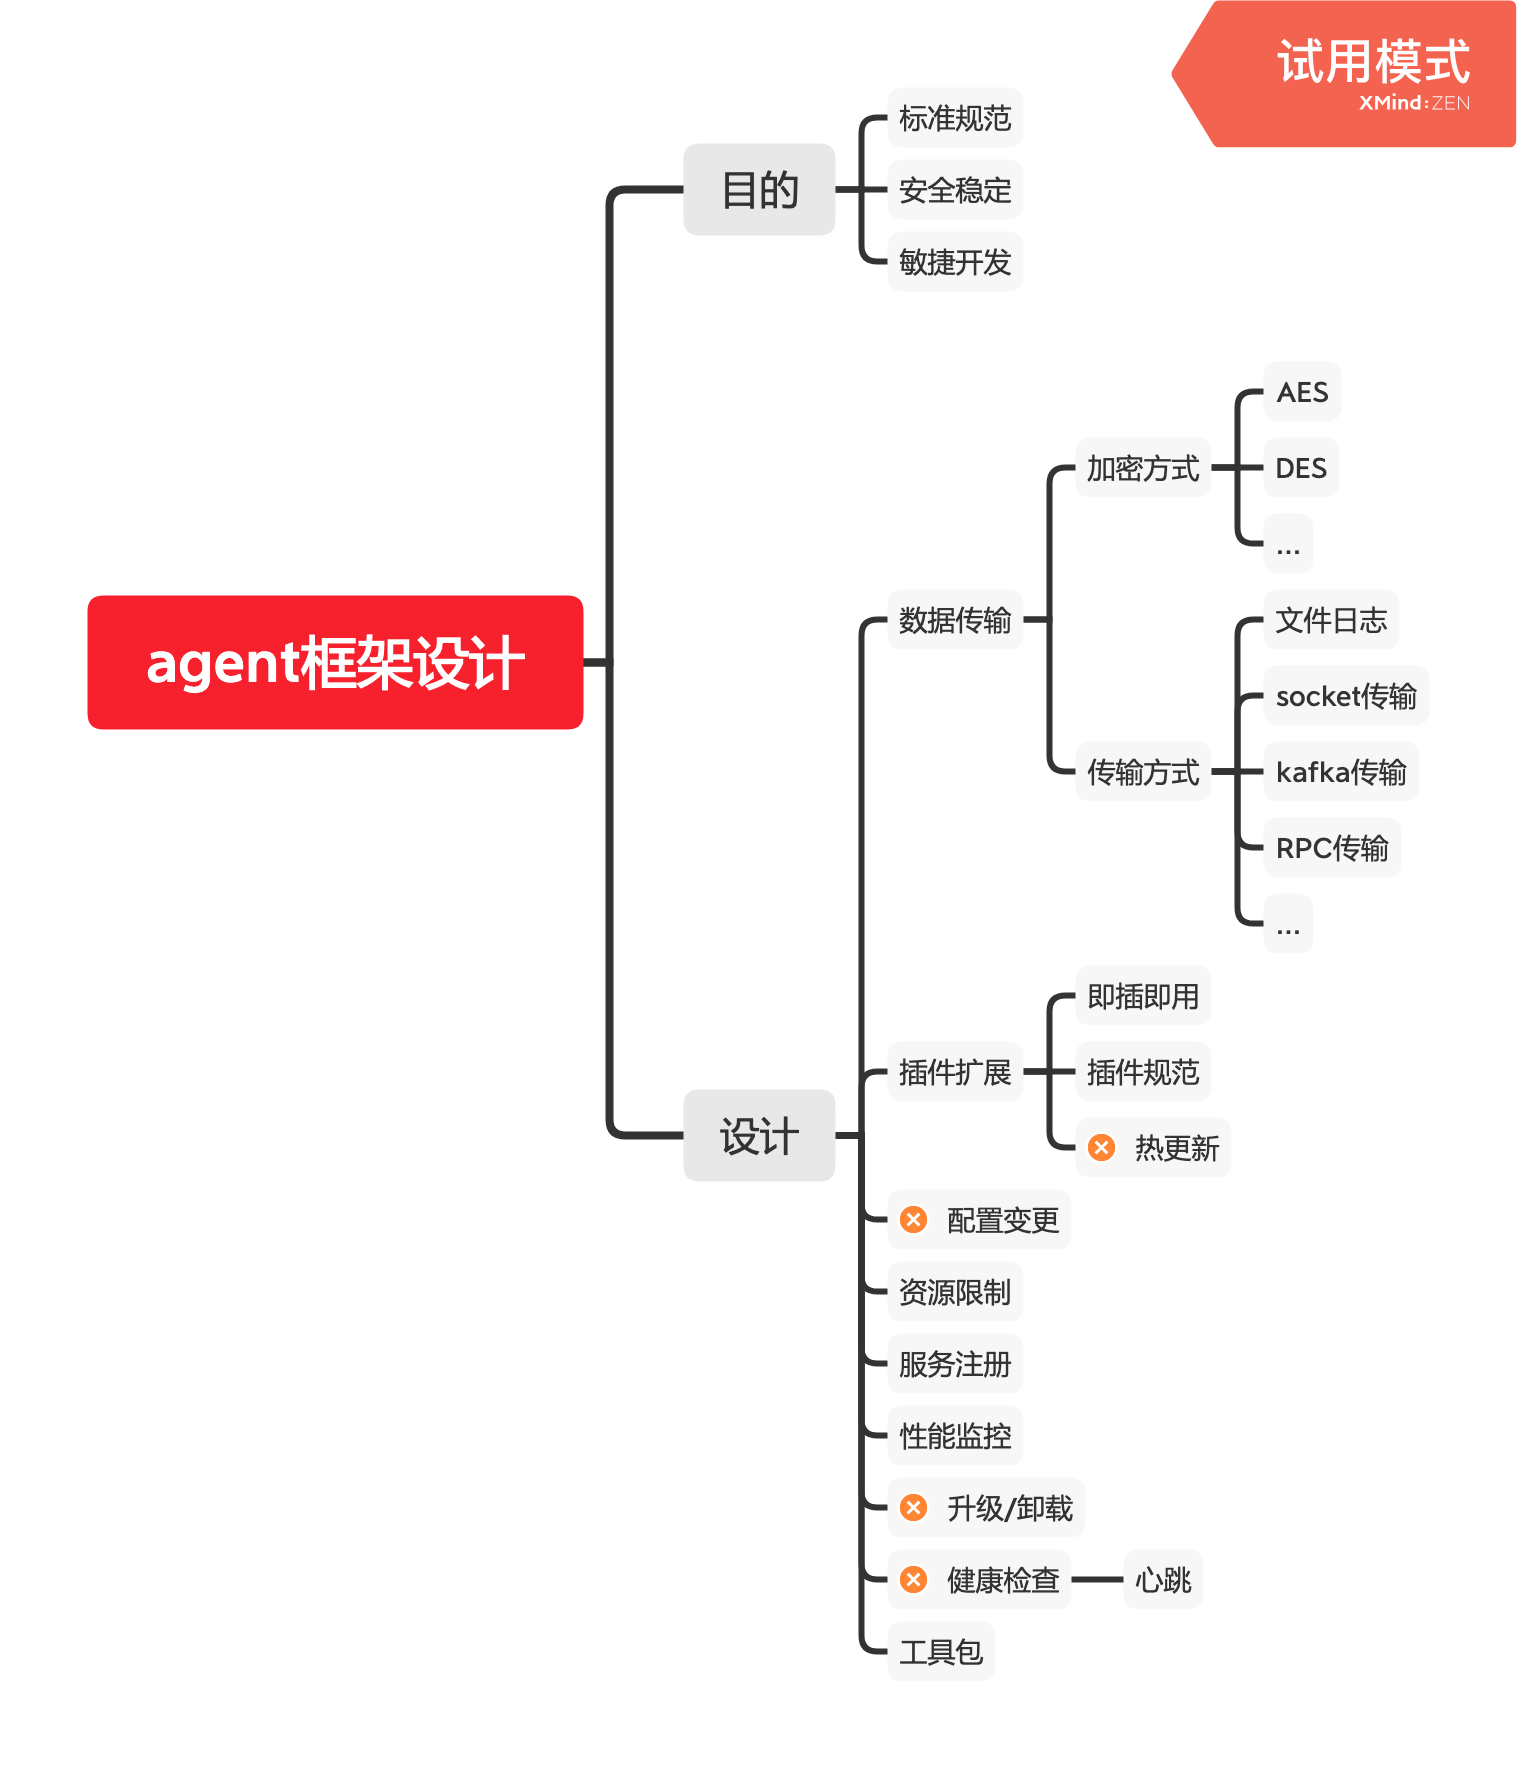 试用模式
XMind:ZEN
agent框架设计
目的
标准规范
安全稳定
敏捷开发
设计
数据传输
加密方式
AES
DES
...
传输方式
文件日志
socket传输
kafka传输
RPC传输
...
插件扩展
即插即用
插件规范
热更新
配置变更
资源限制
服务注册
性能监控
升级/卸载
健康检查
心跳
工具包